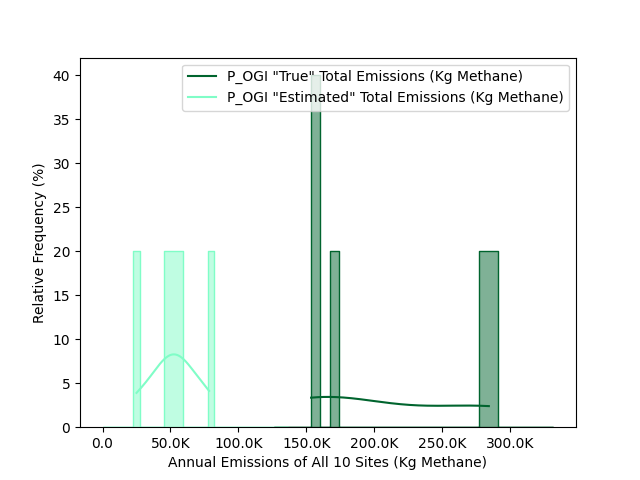 P_OGI "True" Total Emissions (Kg Methane)
P_OGI "Estimated" Total Emissions (Kg Methane)
40
35
30
25
20
15
10
5
0
Relative Frequency (%)
0.0 50.0K 100.0K 150.0K 200.0K 250.0K 300.0K
Annual Emissions of All 10 Sites (Kg Methane)